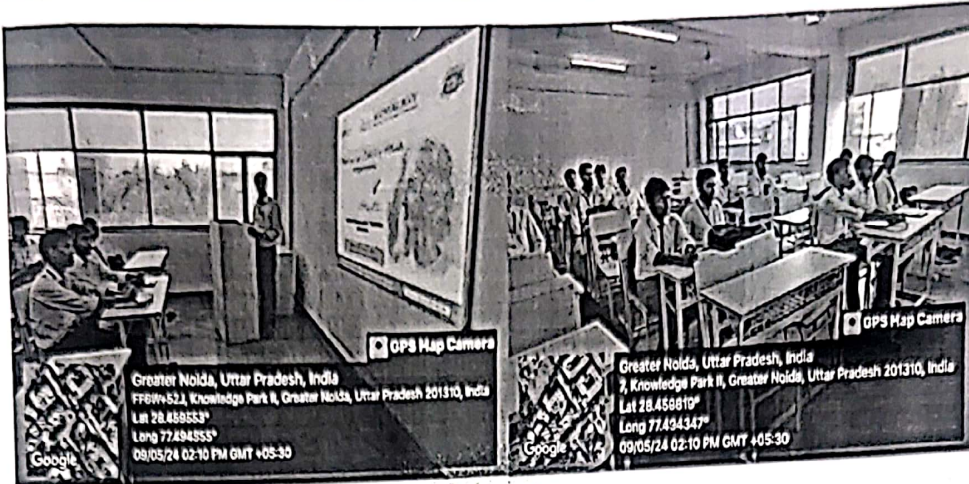 GPS Map Camera
Greater Noida, Uttar Pradesh, India
FF6W+52J, Knowledge Park II, Greater Noida, Uttar Pradesh 201310, India
Lat 28.459553°
Long 77.494955°
09/05/24 02:10 PM GMT +05:30
Google
GPS Map Camera
Greater Noida, Uttar Pradesh, India
7, Knowledge Park II, Greater Noida, Uttar Pradesh 201310, India
Lat 28.459819°
Long 77.494347°
09/05/24 02:10 PM GMT +05:30
Google